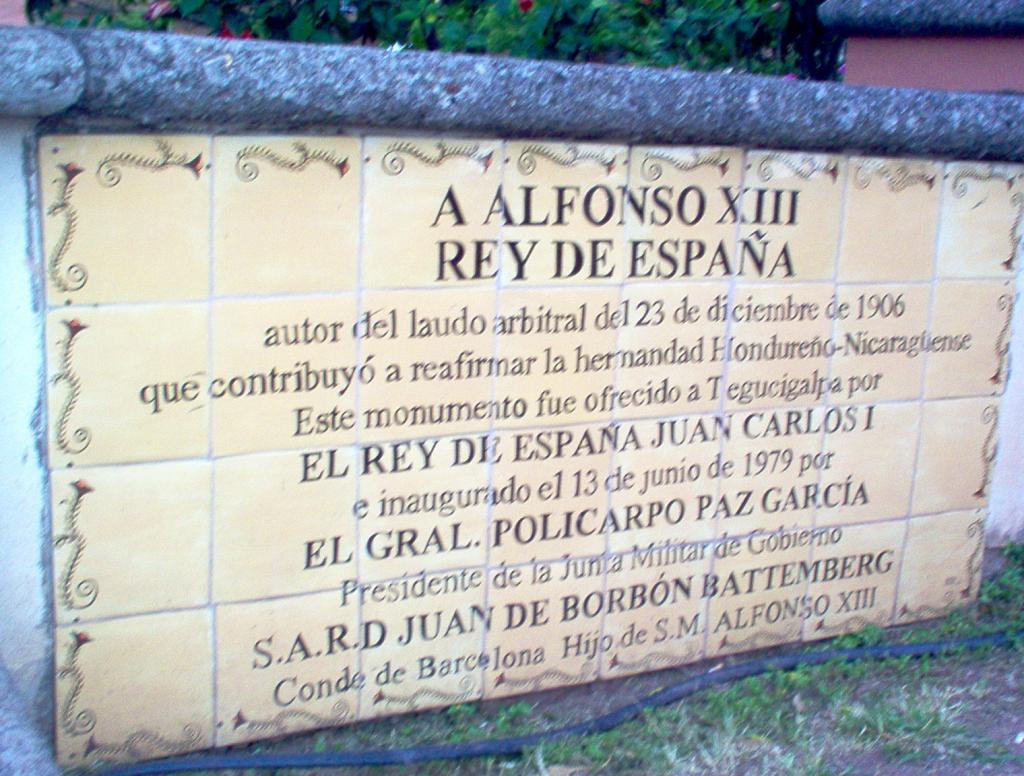 A ALFONSO XIII
REY DE ESPAÑA
autor del laudo arbitral del 23 de diciembre de 1906
que contribuyó a reafirmar la hermandad Hondureño-Nicaragüense
Este monumento fue ofrecido a Tegucigalpa por
EL REY DE ESPAÑA JUAN CARLOS I
e inaugurado el 13 de junio de 1979 por
EL GRAL. POLICARPO PAZ GARCÍA
Presidente de la Junta Militar de Gobierno
S.A.R.D JUAN DE BORBÓN BATTEMBERG
Conde de Barcelona Hijo de S.M. ALFONSO XIII